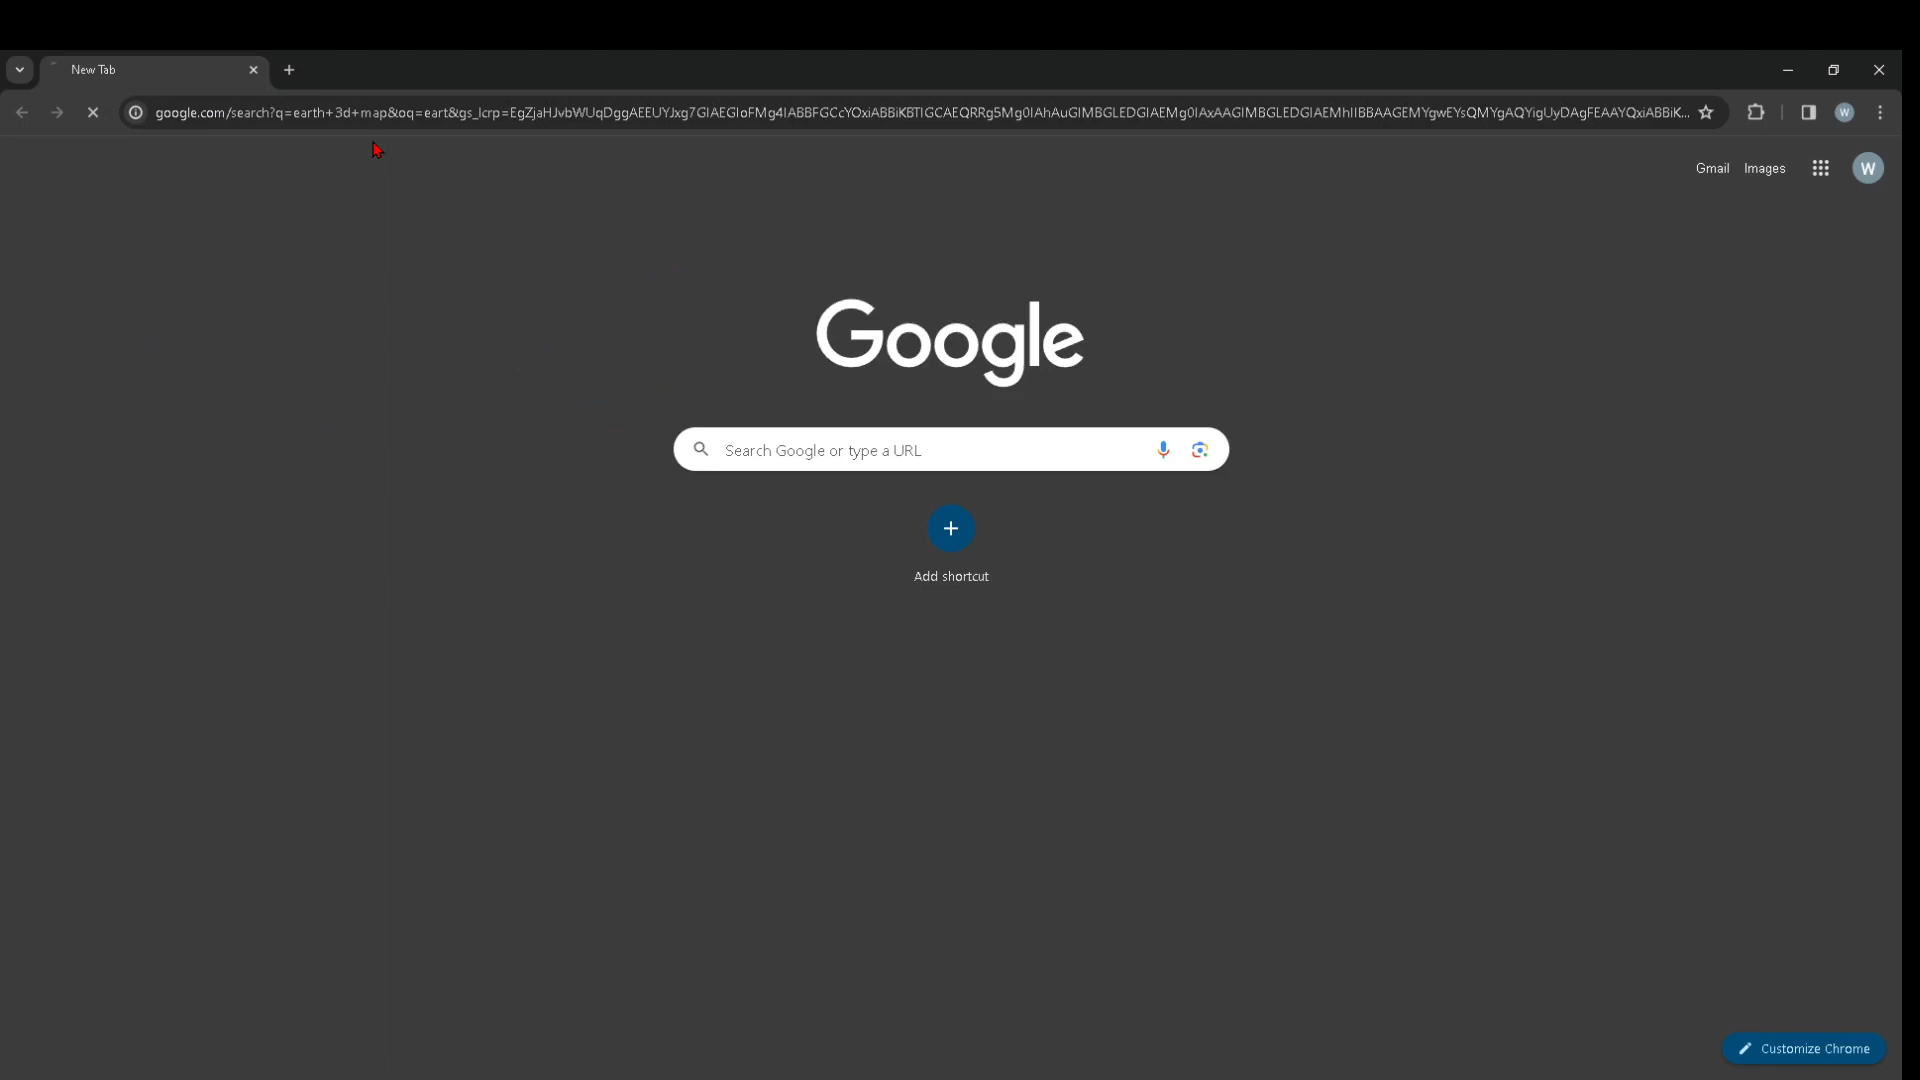 New Tab
google.com/search?q=earth+3d+map&oq=eart&gs_lcrp=
Gmail Images W
Google
Search Google or type a URL
Add shortcut
Customize Chrome